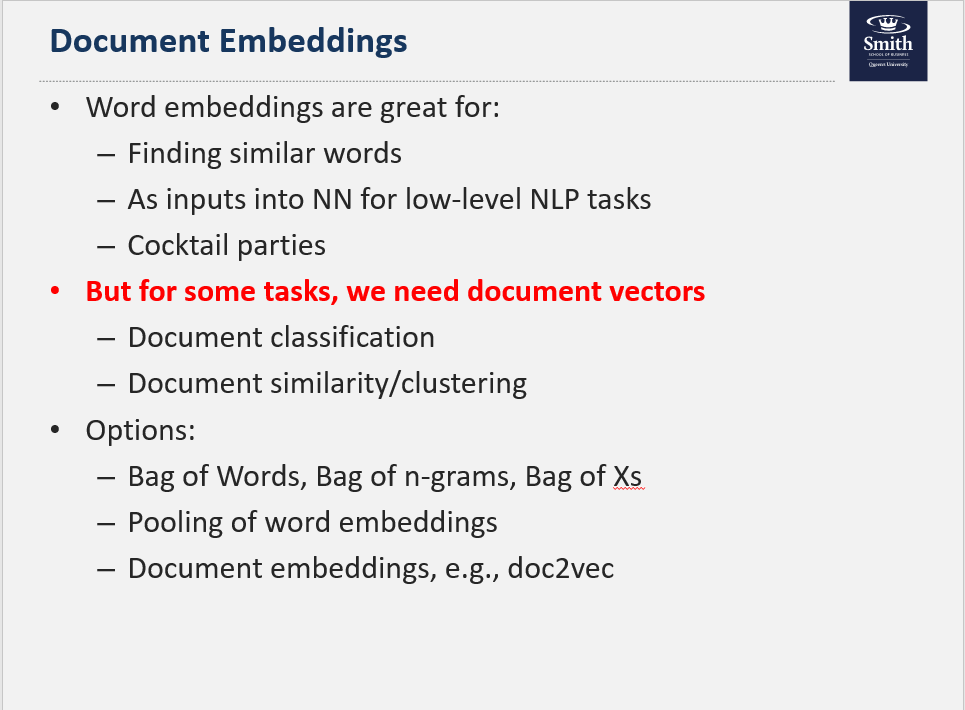 Document Embeddings
Smith
SCHOOL OF BUSINESS
Queen's University
• Word embeddings are great for:
– Finding similar words
– As inputs into NN for low-level NLP tasks
– Cocktail parties
• But for some tasks, we need document vectors
– Document classification
– Document similarity/clustering
• Options:
– Bag of Words, Bag of n-grams, Bag of Xs
– Pooling of word embeddings
– Document embeddings, e.g., doc2vec